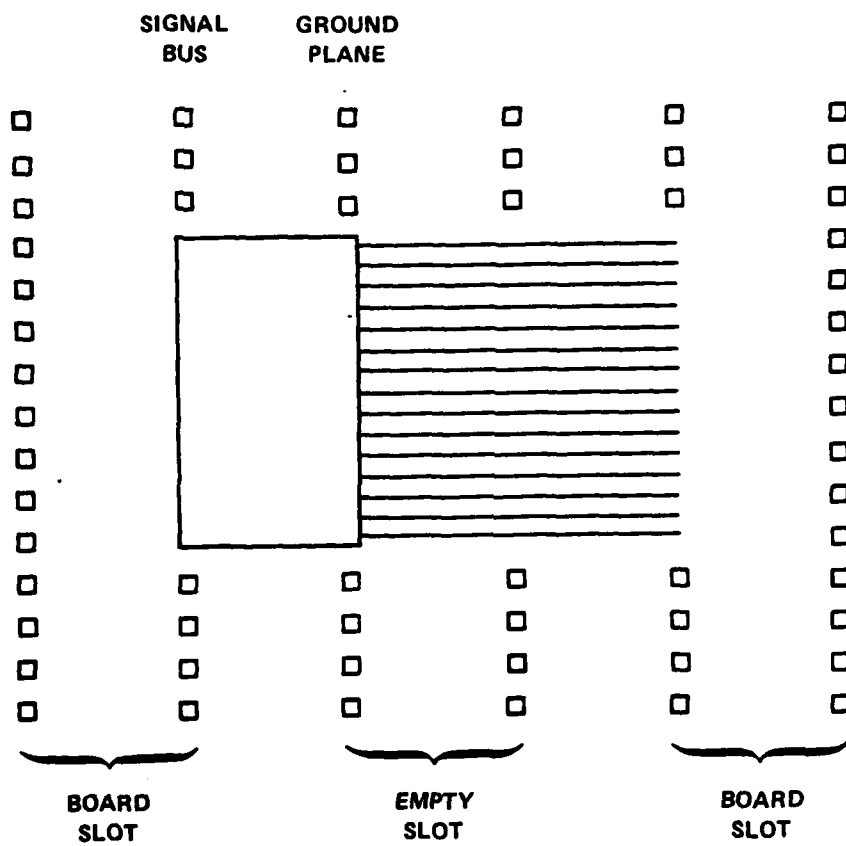 SIGNAL
BUS
GROUND
PLANE
BOARD
SLOT
EMPTY
SLOT
BOARD
SLOT